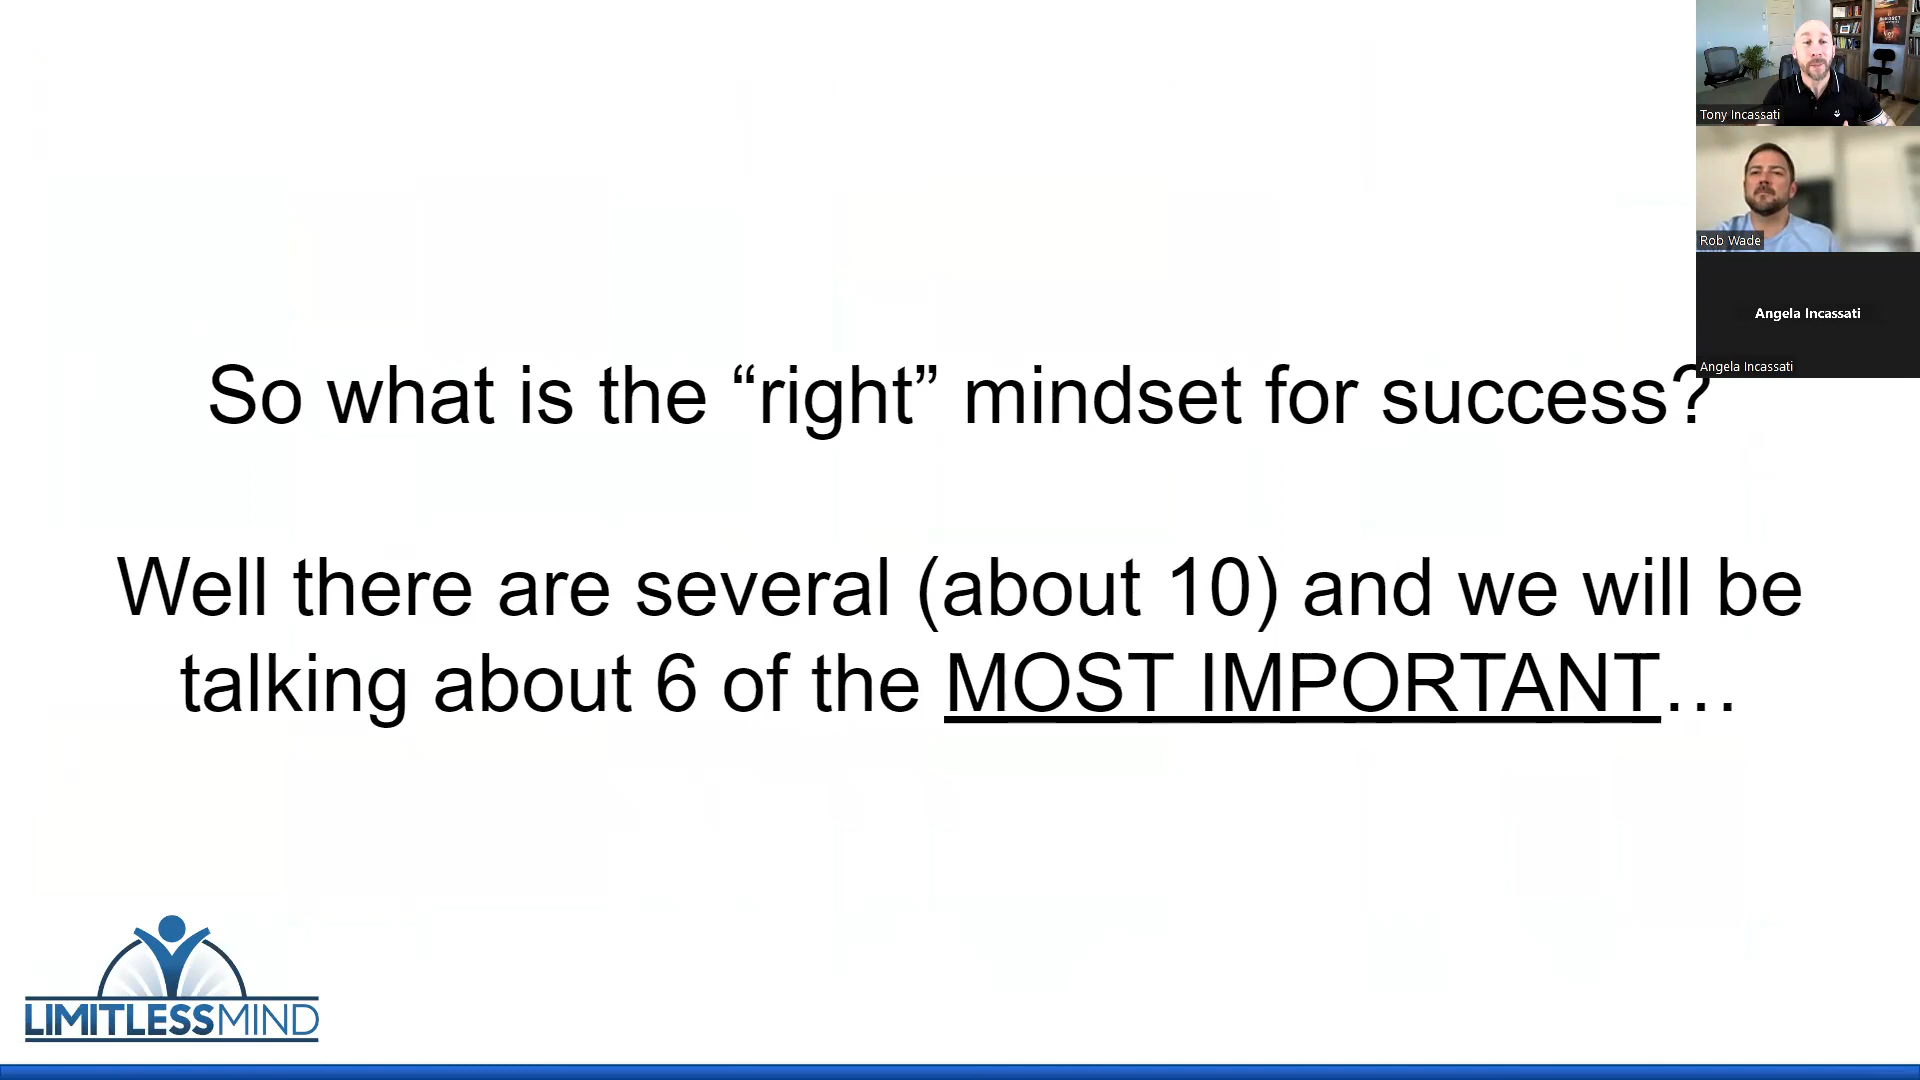 So what is the “right” mindset for success?
Well there are several (about 10) and we will be
talking about 6 of the MOST IMPORTANT…
LIMITLESSMIND
Tony Incassati
Rob Wade
Angela Incassati
Angela Incassati